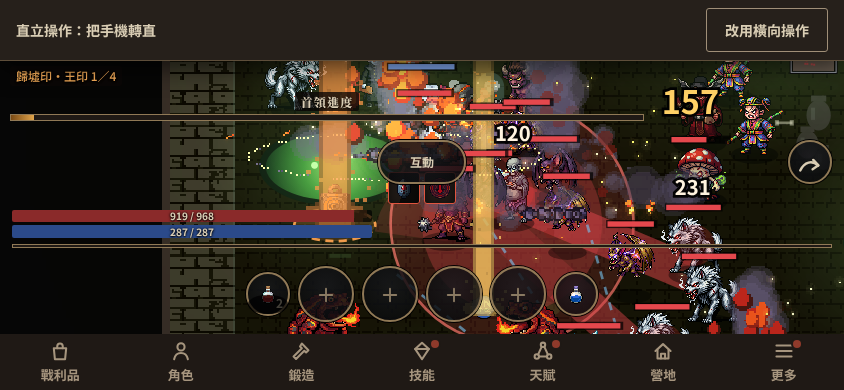 直立操作：把手機轉直
改用橫向操作
歸墟印・王印 1／4
首領進度
157
120
互動
231
919 / 968
287 / 287
2
戰利品
角色
鍛造
技能
天賦
營地
更多